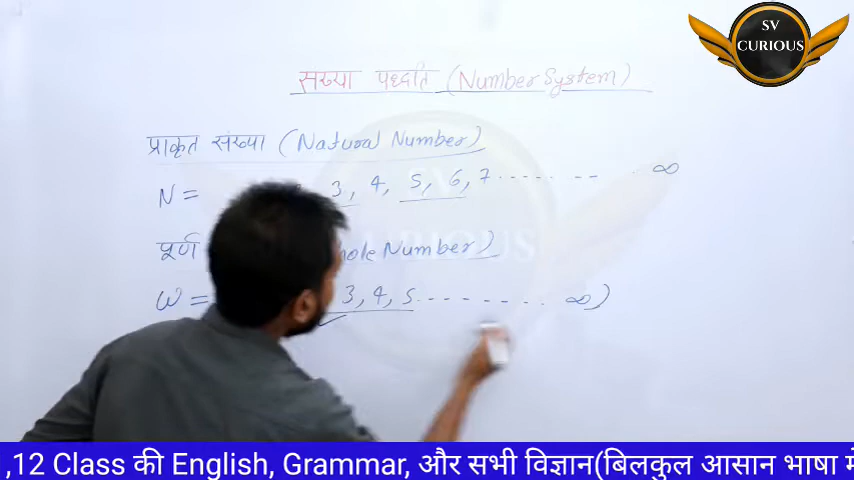 SV
CURIOUS
संख्या पद्धति (Number System)
प्राकृत संख्या (Natural Number)
N = 3, 4, 5, 6, 7 ...... -- . ∞
पूर्ण hole Number)
W = 3, 4, 5 --------. ∞)
,12 Class की English, Grammar, और सभी विज्ञान(बिलकुल आसान भाषा में